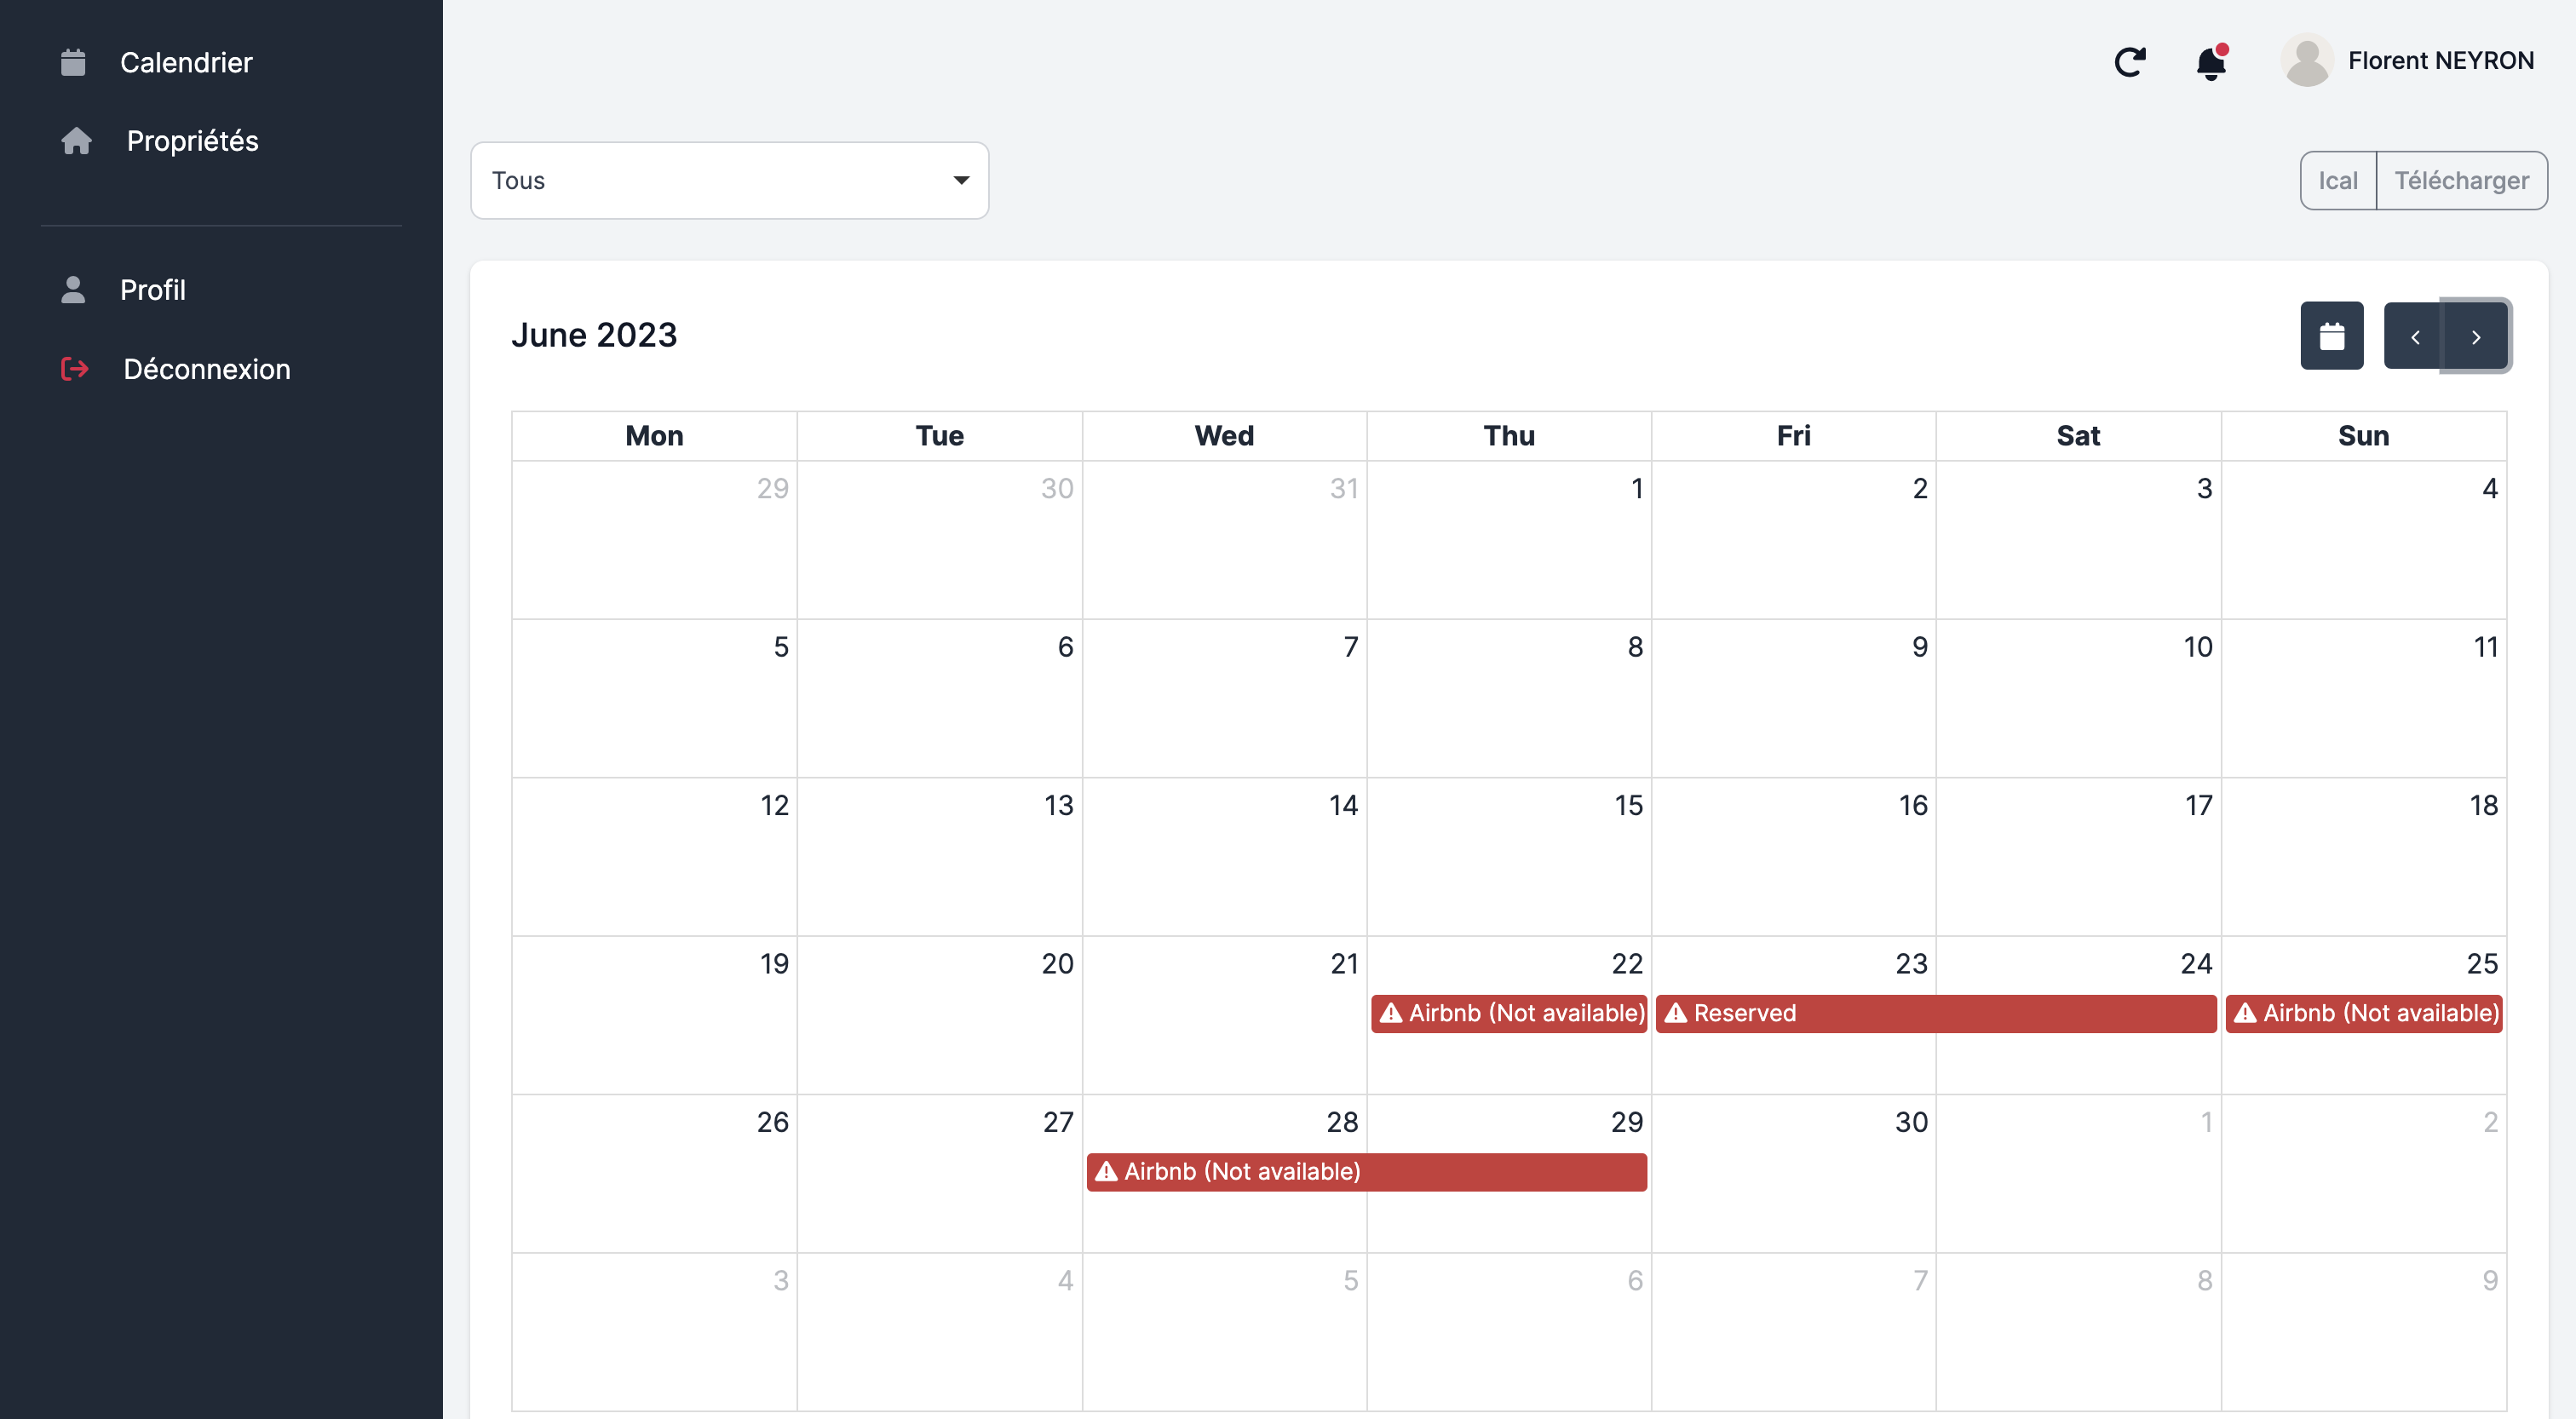 Calendrier
Propriétés
Profil
Déconnexion
Florent NEYRON
Tous
Ical
Télécharger
June 2023
Mon Tue Wed Thu Fri Sat Sun
29 30 31 1 2 3 4
5 6 7 8 9 10 11
12 13 14 15 16 17 18
19 20 21 22 23 24 25
Airbnb (Not available) Reserved Airbnb (Not available)
26 27 28 29 30 1 2
Airbnb (Not available)
3 4 5 6 7 8 9